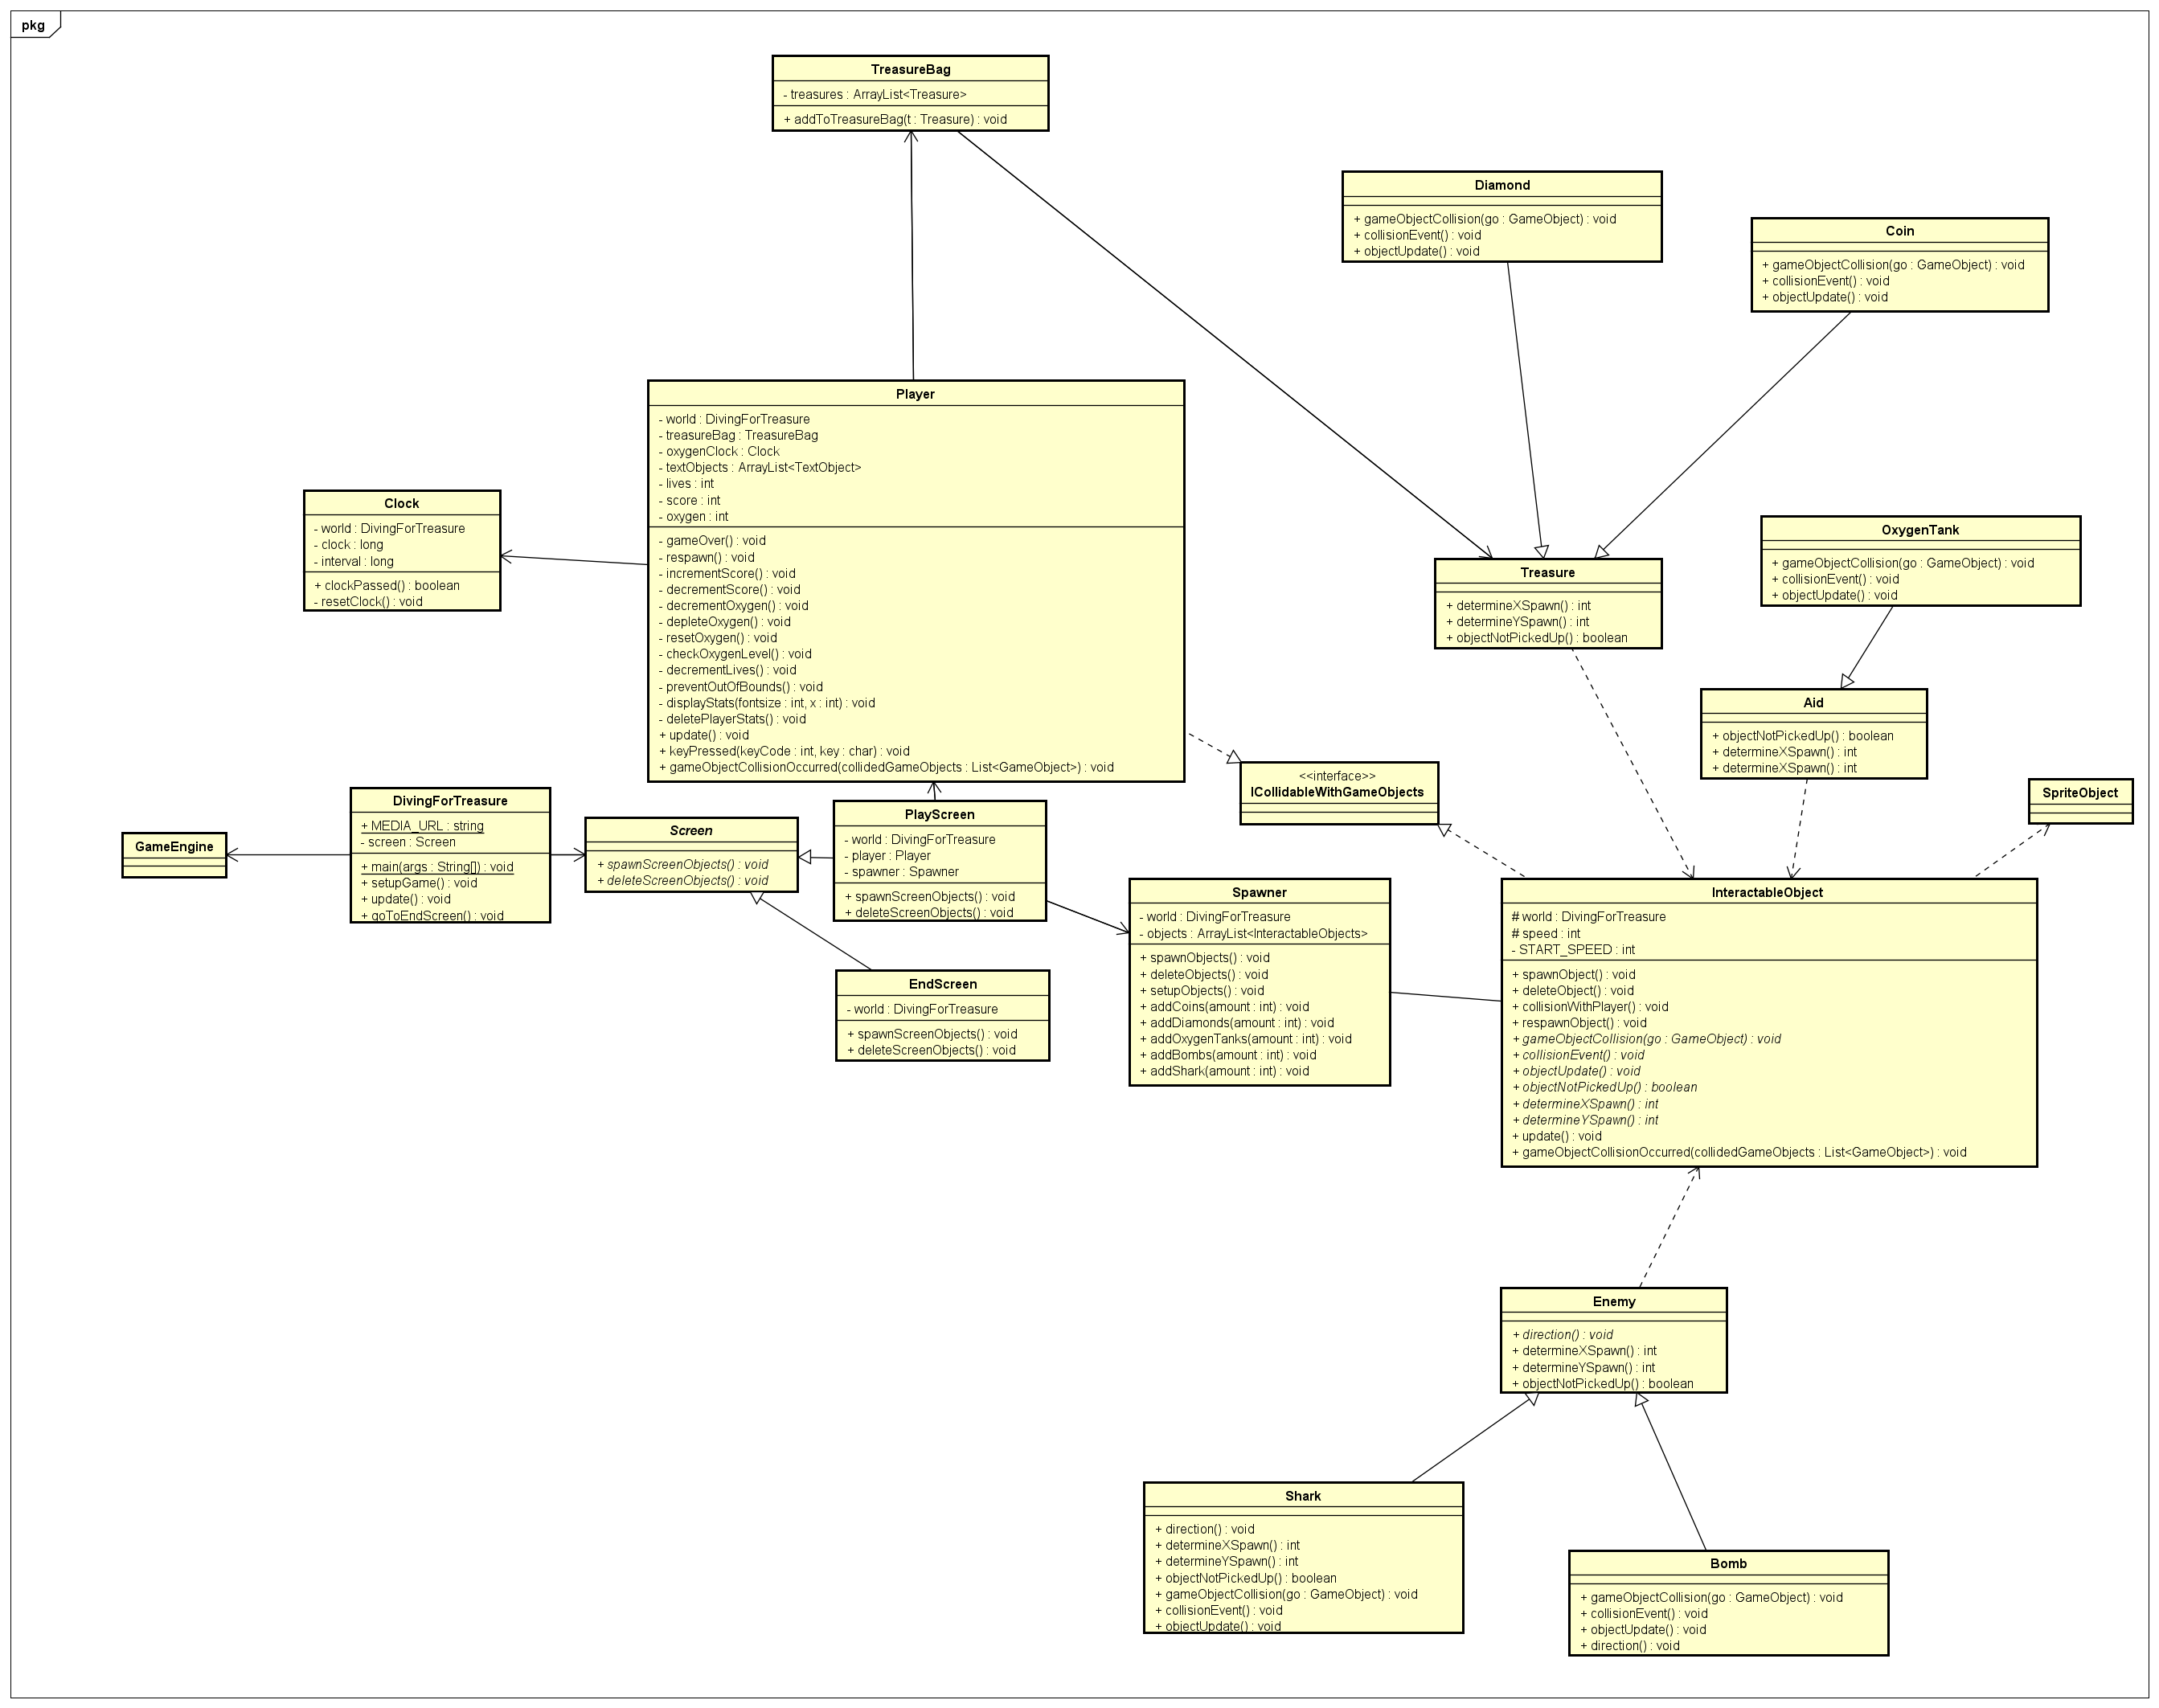 pkg
TreasureBag
- treasures : ArrayList<Treasure>
+ addToTreasureBag(t : Treasure) : void
Diamond
+ gameObjectCollision(go : GameObject) : void
+ collisionEvent() : void
+ objectUpdate() : void
Coin
+ gameObjectCollision(go : GameObject) : void
+ collisionEvent() : void
+ objectUpdate() : void
Player
- world : DivingForTreasure
- treasureBag : TreasureBag
- oxygenClock : Clock
- textObjects : ArrayList<TextObject>
- lives : int
- score : int
- oxygen : int
- gameOver() : void
- respawn() : void
- incrementScore() : void
- decrementScore() : void
- decrementOxygen() : void
- depleteOxygen() : void
- resetOxygen() : void
- checkOxygenLevel() : void
- decrementLives() : void
- preventOutOfBounds() : void
- displayStats(fontsize : int, x : int) : void
- deletePlayerStats() : void
+ update() : void
+ keyPressed(keyCode : int, key : char) : void
+ gameObjectCollisionOccurred(collidedGameObjects : List<GameObject>) : void
Clock
- world : DivingForTreasure
- clock : long
- interval : long
+ clockPassed() : boolean
- resetClock() : void
Treasure
+ determineXSpawn() : int
+ determineYSpawn() : int
+ objectNotPickedUp() : boolean
OxygenTank
+ gameObjectCollision(go : GameObject) : void
+ collisionEvent() : void
+ objectUpdate() : void
Aid
+ objectNotPickedUp() : boolean
+ determineXSpawn() : int
+ determineXSpawn() : int
<<interface>>
ICollidableWithGameObjects
SpriteObject
GameEngine
DivingForTreasure
+ MEDIA_URL : string
- screen : Screen
+ main(args : String[]) : void
+ setupGame() : void
+ update() : void
+ goToEndScreen() : void
Screen
+ spawnScreenObjects() : void
+ deleteScreenObjects() : void
PlayScreen
- world : DivingForTreasure
- player : Player
- spawner : Spawner
+ spawnScreenObjects() : void
+ deleteScreenObjects() : void
EndScreen
- world : DivingForTreasure
+ spawnScreenObjects() : void
+ deleteScreenObjects() : void
Spawner
- world : DivingForTreasure
- objects : ArrayList<InteractableObjects>
+ spawnObjects() : void
+ deleteObjects() : void
+ setupObjects() : void
+ addCoins(amount : int) : void
+ addDiamonds(amount : int) : void
+ addOxygenTanks(amount : int) : void
+ addBombs(amount : int) : void
+ addShark(amount : int) : void
InteractableObject
# world : DivingForTreasure
# speed : int
- START_SPEED : int
+ spawnObject() : void
+ deleteObject() : void
+ collisionWithPlayer() : void
+ respawnObject() : void
+ gameObjectCollision(go : GameObject) : void
+ collisionEvent() : void
+ objectUpdate() : void
+ objectNotPickedUp() : boolean
+ determineXSpawn() : int
+ determineYSpawn() : int
+ update() : void
+ gameObjectCollisionOccurred(collidedGameObjects : List<GameObject>) : void
Enemy
+ direction() : void
+ determineXSpawn() : int
+ determineYSpawn() : int
+ objectNotPickedUp() : boolean
Shark
+ direction() : void
+ determineXSpawn() : int
+ determineYSpawn() : int
+ objectNotPickedUp() : boolean
+ gameObjectCollision(go : GameObject) : void
+ collisionEvent() : void
+ objectUpdate() : void
Bomb
+ gameObjectCollision(go : GameObject) : void
+ collisionEvent() : void
+ objectUpdate() : void
+ direction() : void